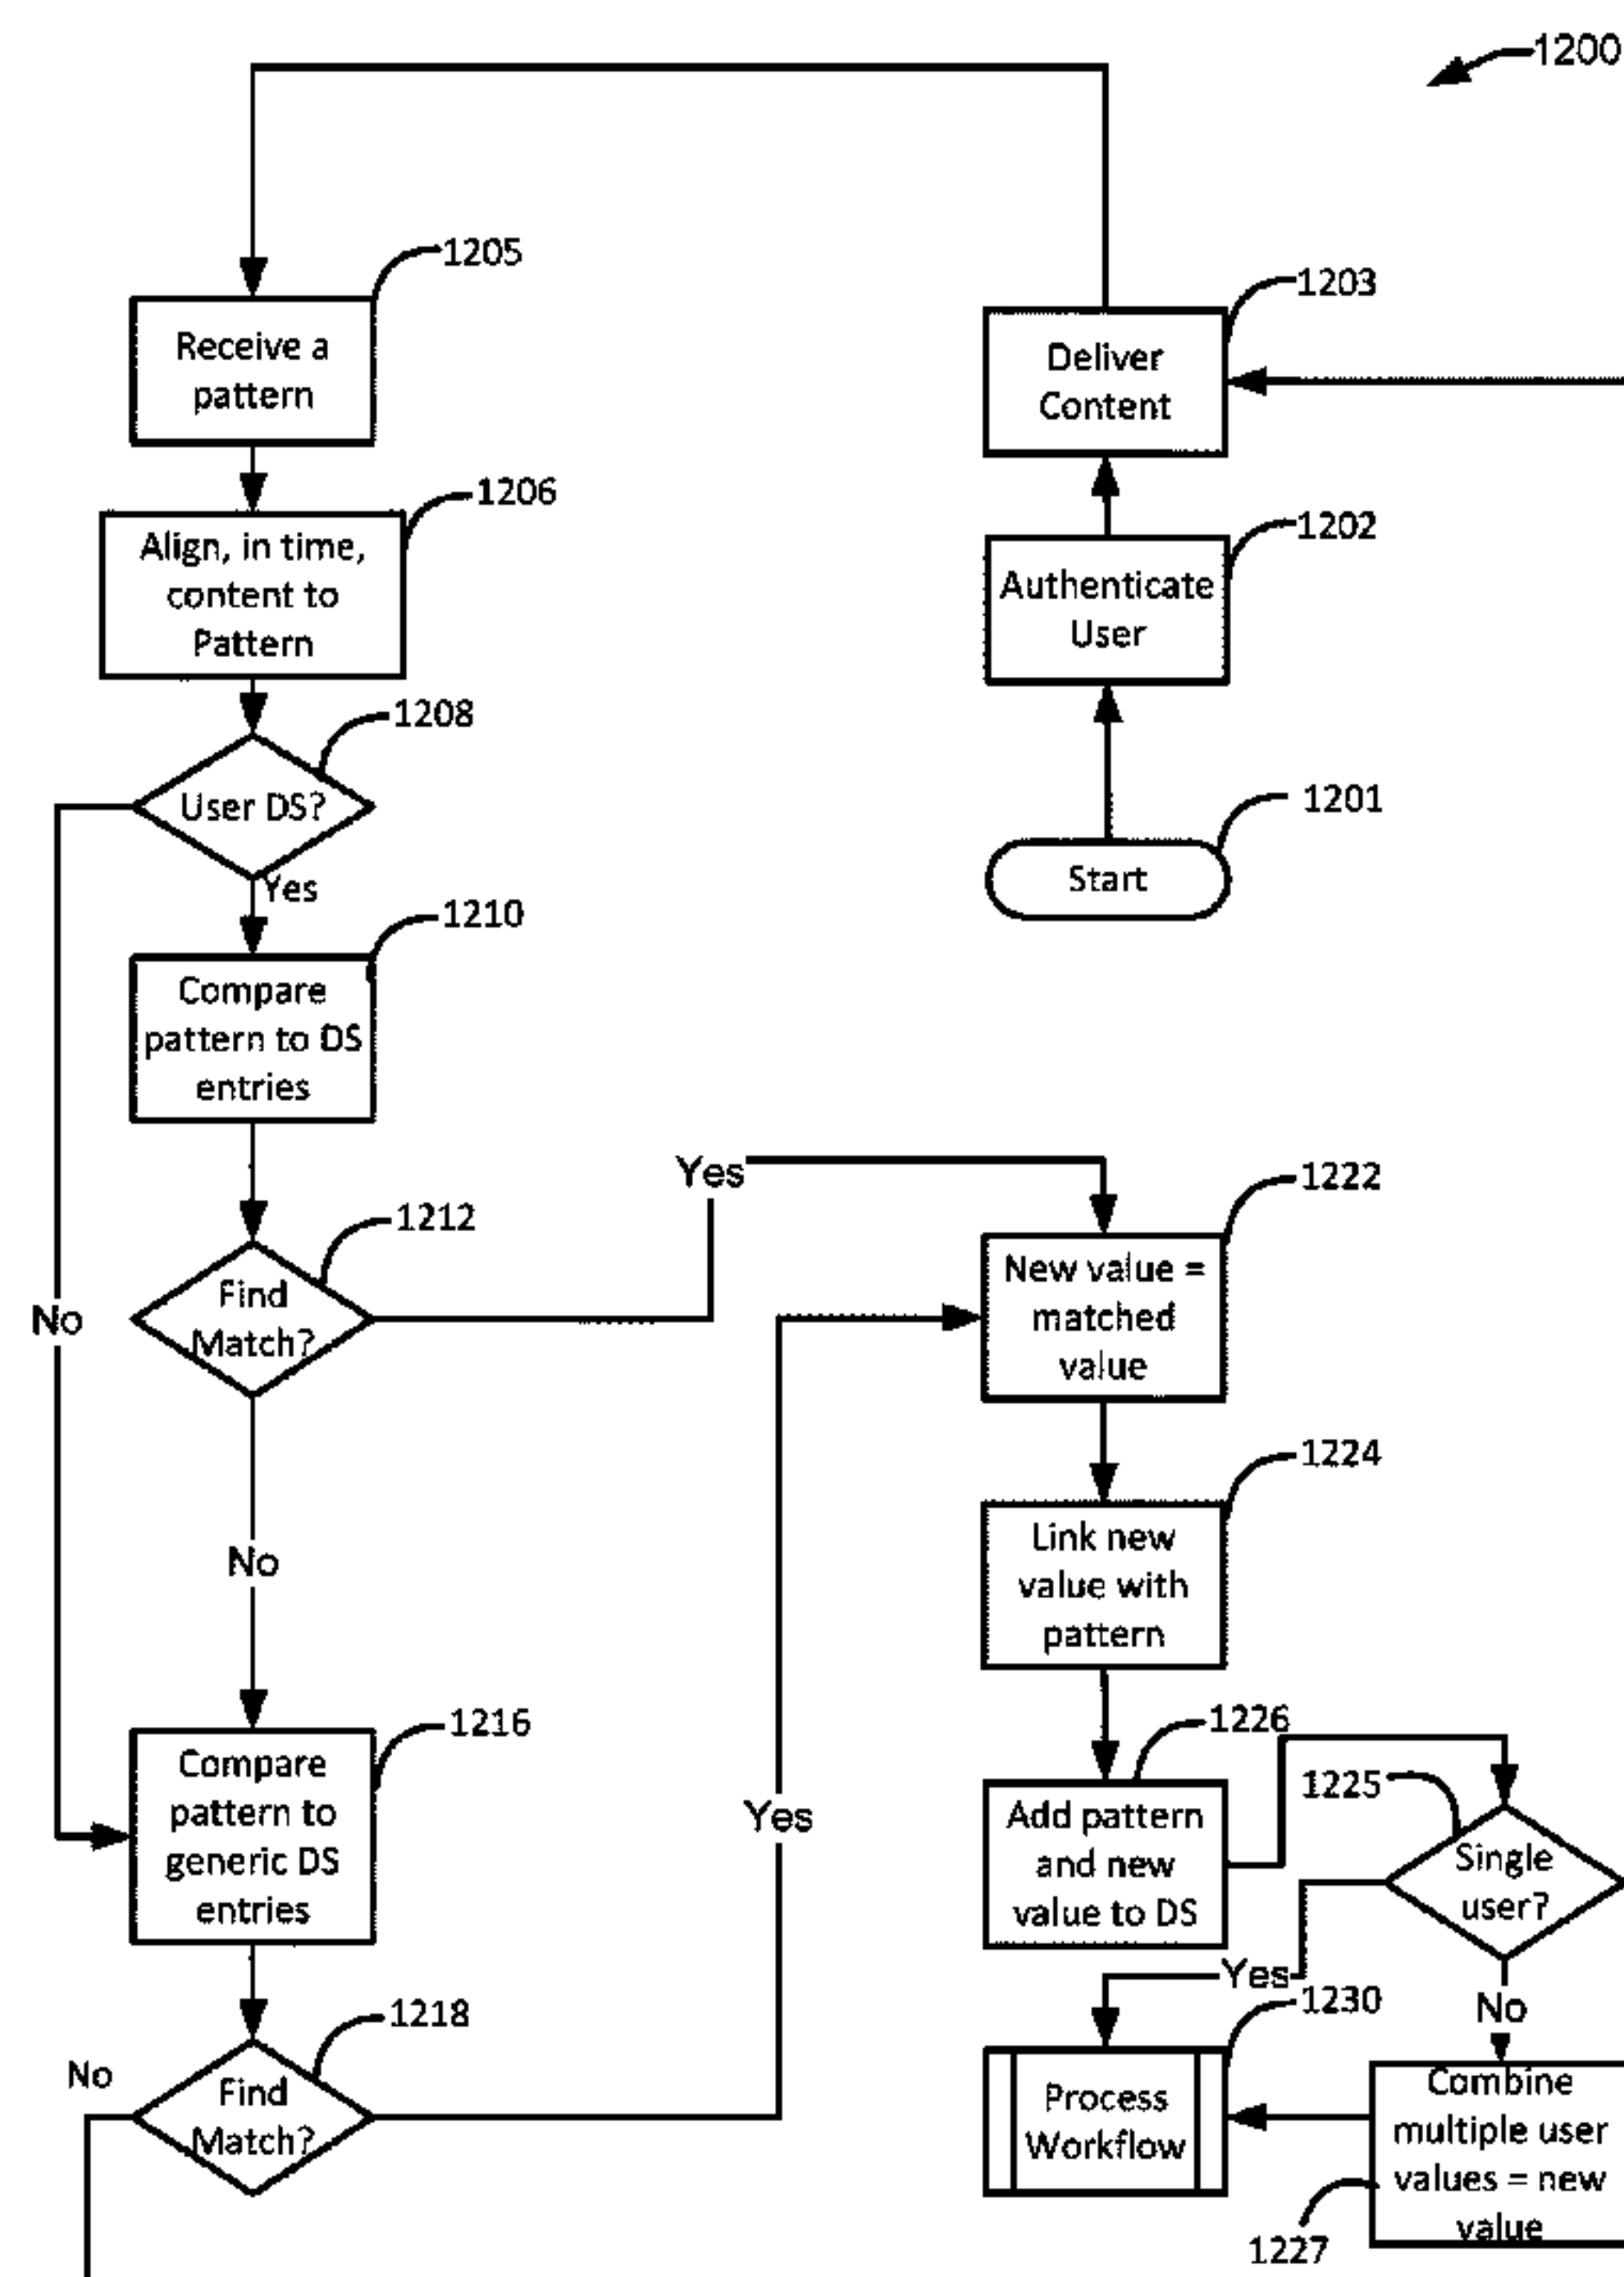 1200
1205
Receive a
pattern
1203
Deliver
Content
1206
Align, in time,
content to
Pattern
1202
Authenticate
User
1208
User DS?
Yes
1201
Start
1210
Compare
pattern to DS
entries
Yes
1222
New value =
matched
value
1212
Find
Match?
No
1224
Link new
value with
pattern
No
1216
Compare
pattern to
generic DS
entries
Yes
1226
Add pattern
and new
value to DS
1225
Single
user?
Yes
No
1218
Find
Match?
No
1230
Process
Workflow
Combine
multiple user
values = new
value
1227